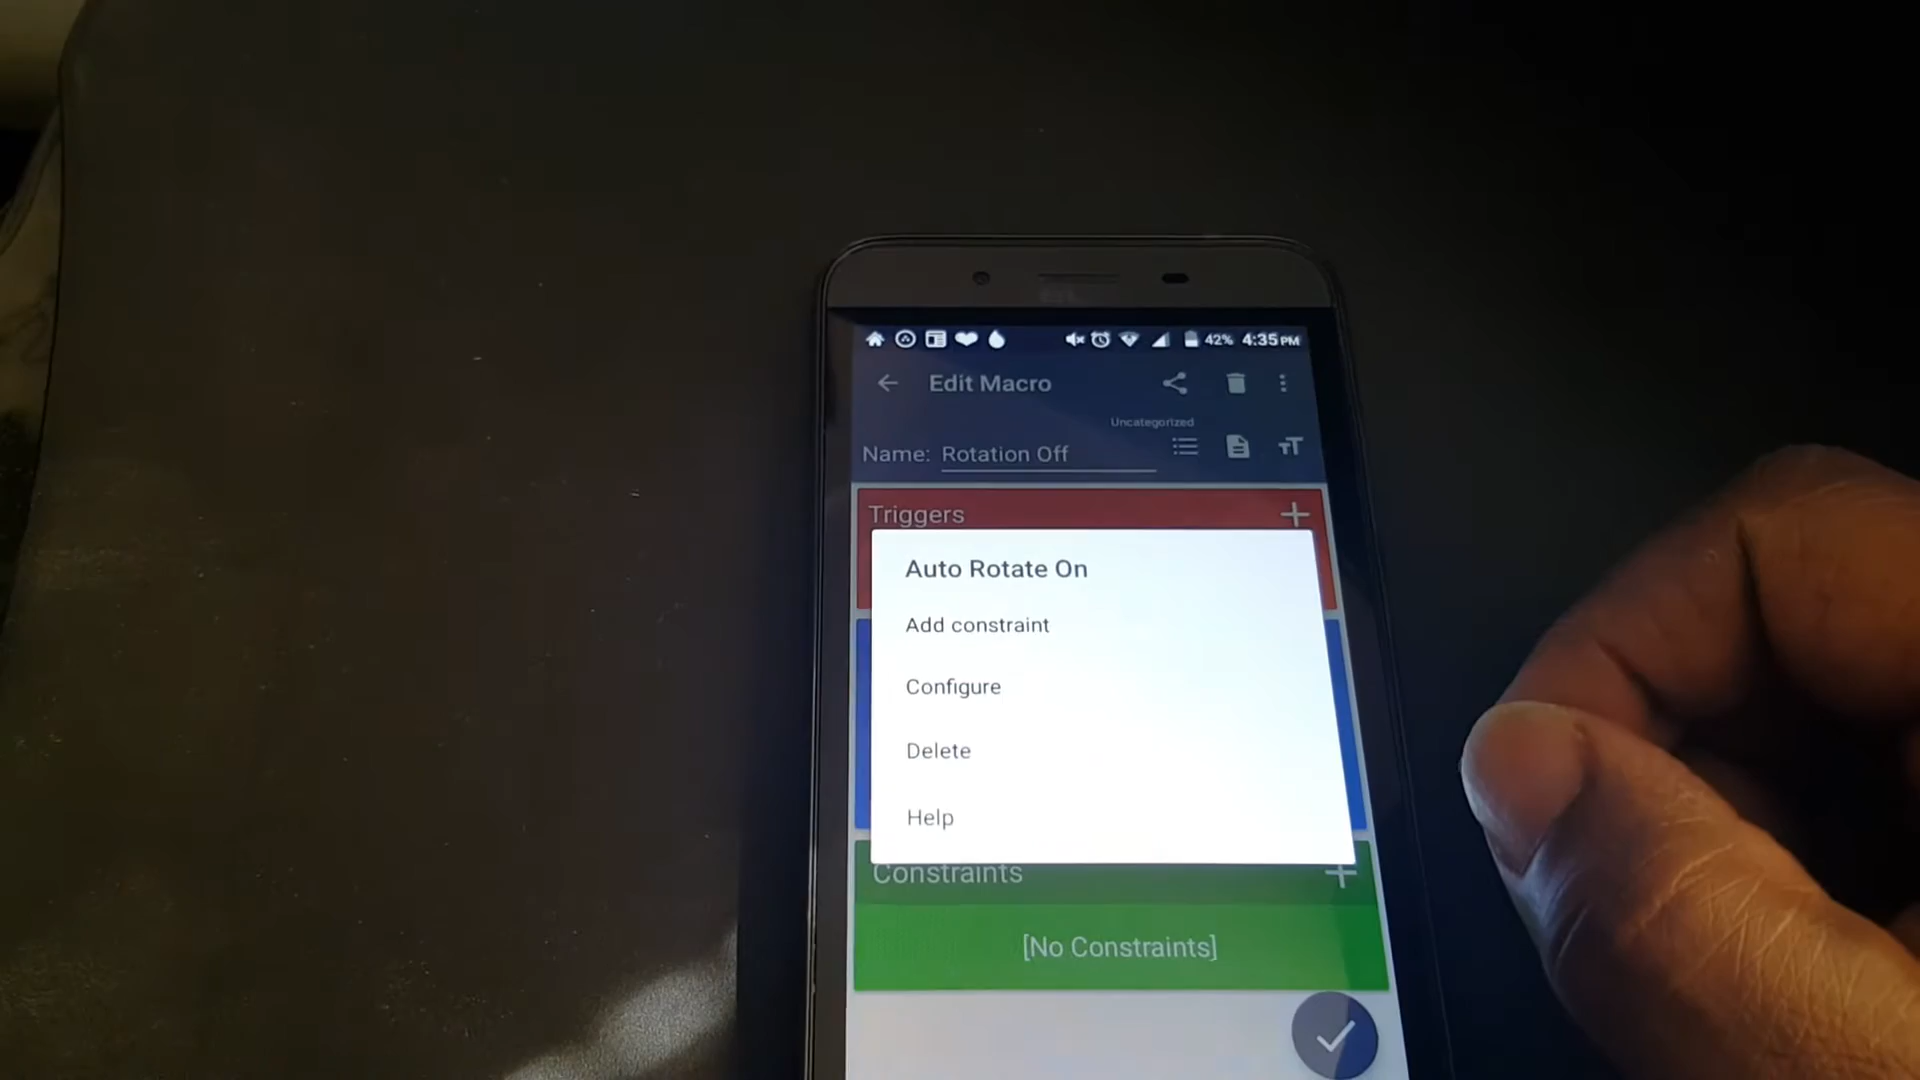 42% 4:35 PM
Edit Macro
Uncategorized
Name: Rotation Off
TT
Triggers +
Auto Rotate On
Add constraint
Configure
Delete
Help
Constraints +
[No Constraints]